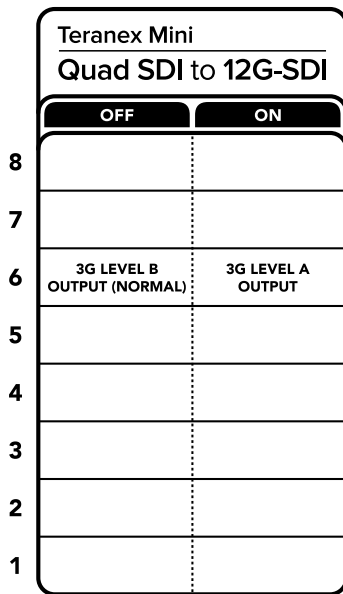 Teranex Mini
Quad SDI to 12G-SDI
OFF ON
8
7
6 3G LEVEL B OUTPUT (NORMAL) 3G LEVEL A OUTPUT
5
4
3
2
1